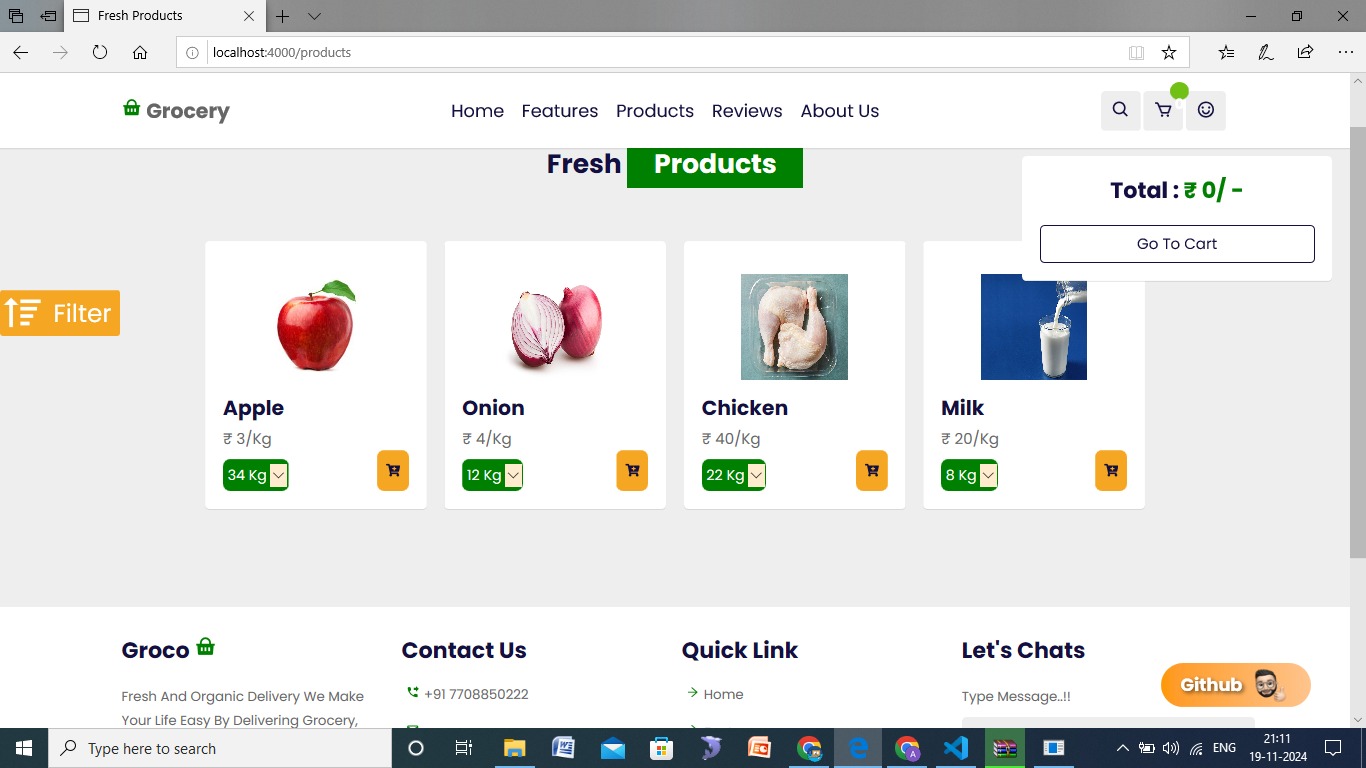 Fresh Products
localhost:4000/products
Grocery
Home Features Products Reviews About Us
Fresh Products
Total : ₹ 0/ -
Go To Cart
Filter
Apple
₹ 3/Kg
34 Kg
Onion
₹ 4/Kg
12 Kg
Chicken
₹ 40/Kg
22 Kg
Milk
₹ 20/Kg
8 Kg
Groco
Fresh And Organic Delivery We Make
Your Life Easy By Delivering Grocery,
Contact Us
+91 7708850222
Quick Link
Home
Let's Chats
Type Message..!!
Github
Type here to search
ENG
21:11
19-11-2024